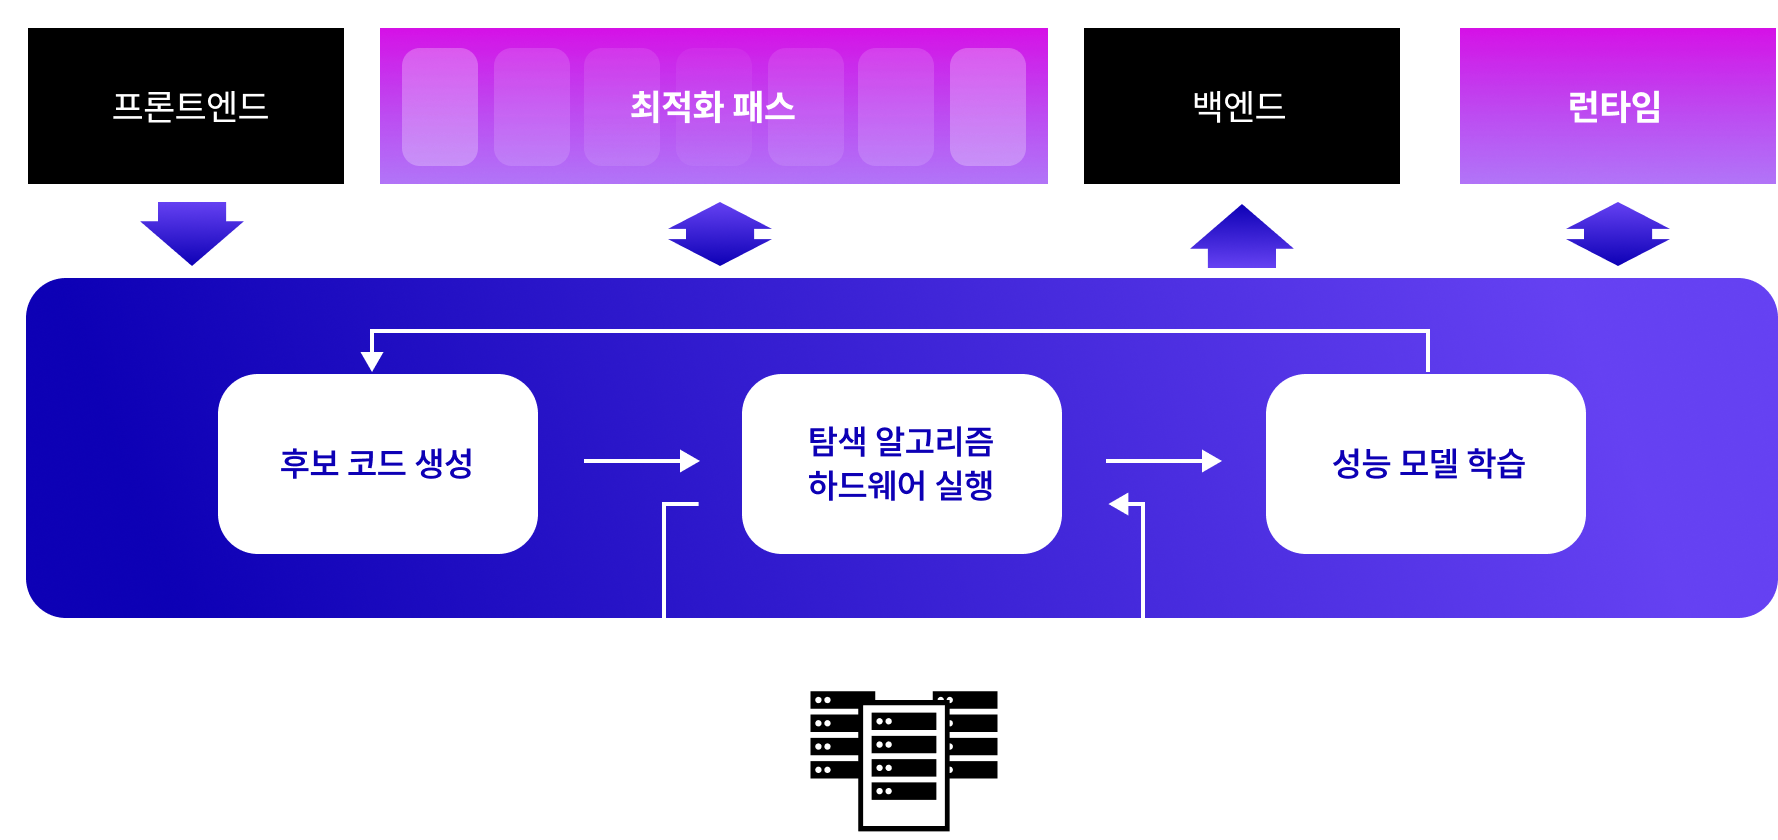 프론트엔드
최적화 패스
백엔드
런타임
후보 코드 생성
탐색 알고리즘
하드웨어 실행
성능 모델 학습